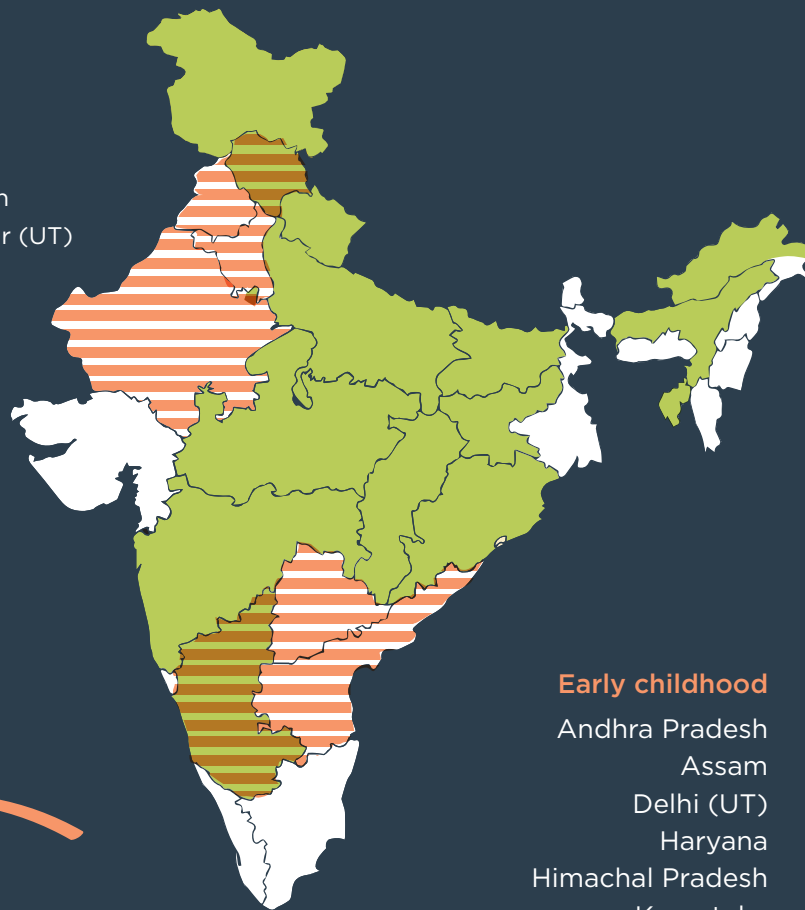 r (UT)
Early childhood
Andhra Pradesh
Assam
Delhi (UT)
Haryana
Himachal Pradesh